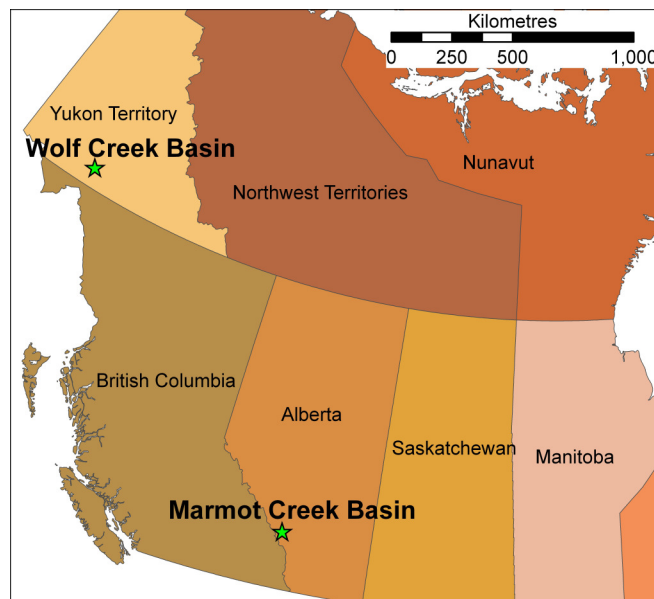 Kilometres
0 250 500 1,000
Yukon Territory
Wolf Creek Basin
Nunavut
Northwest Territories
British Columbia
Alberta
Saskatchewan
Manitoba
Marmot Creek Basin